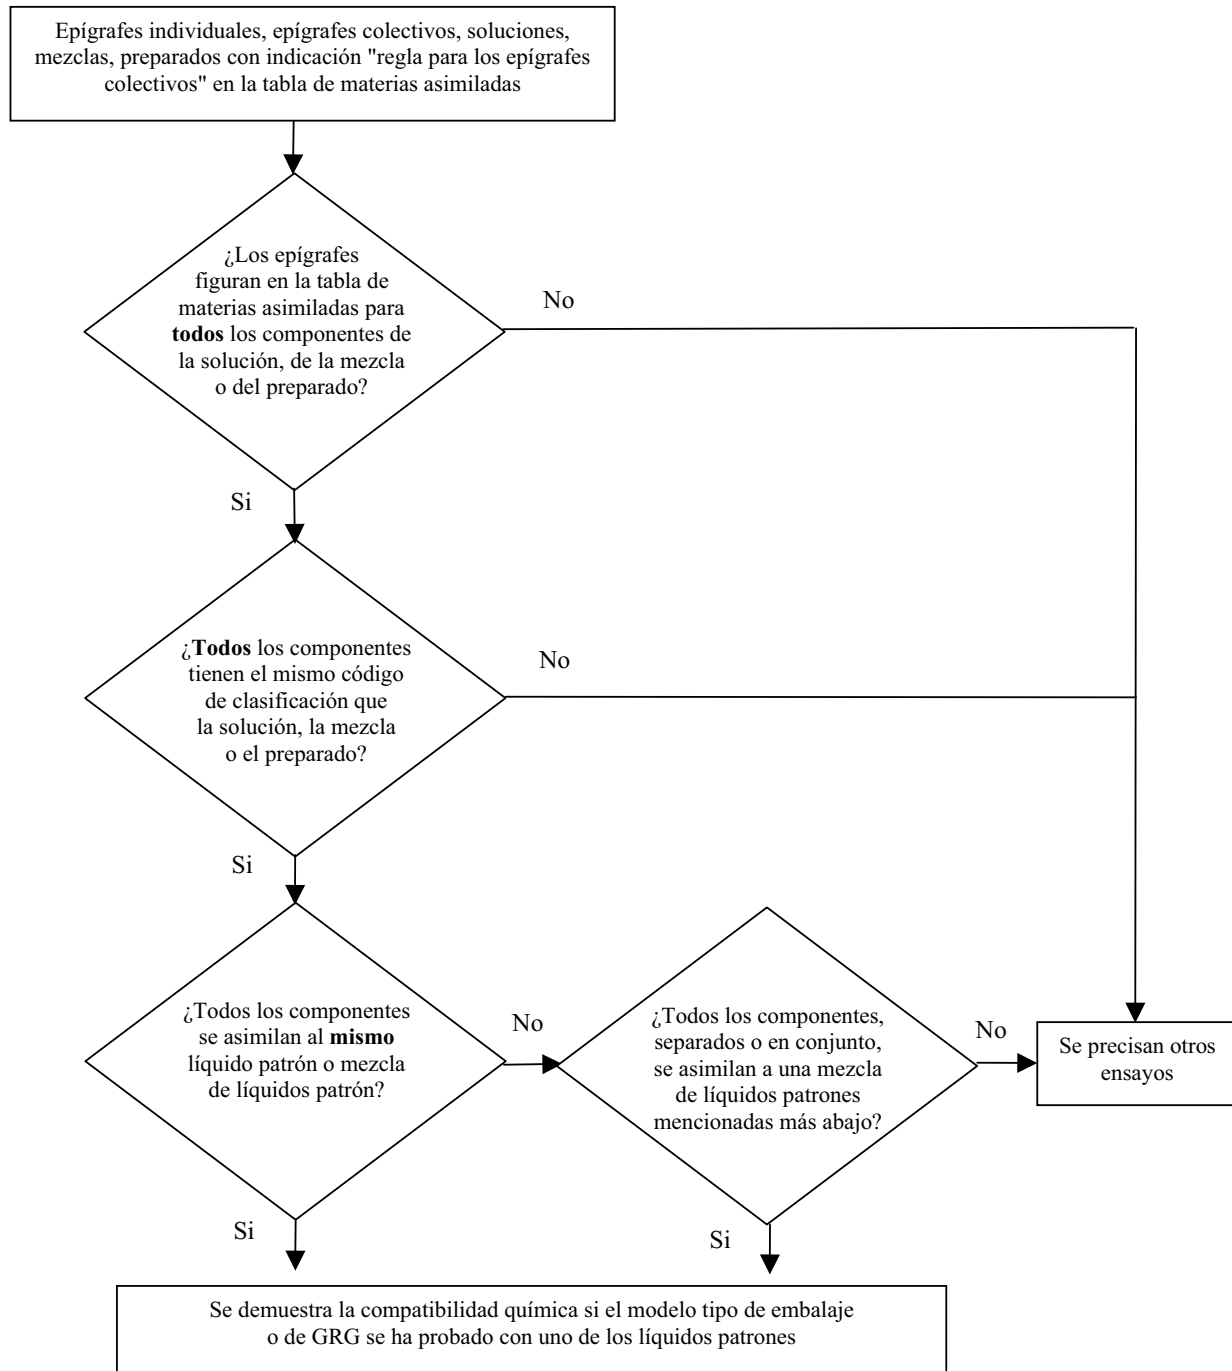 Epígrafes individuales, epígrafes colectivos, soluciones,
mezclas, preparados con indicación "regla para los epígrafes
colectivos" en la tabla de materias asimiladas
¿Los epígrafes
figuran en la tabla de
materias asimiladas para
todos los componentes de
la solución, de la mezcla
o del preparado?
No
Si
¿Todos los componentes
tienen el mismo código
de clasificación que
la solución, la mezcla
o el preparado?
No
Si
¿Todos los componentes
se asimilan al mismo
líquido patrón o mezcla
de líquidos patrón?
No
¿Todos los componentes,
separados o en conjunto,
se asimilan a una mezcla
de líquidos patrones
mencionadas más abajo?
No
Se precisan otros
ensayos
Si
Si
Se demuestra la compatibilidad química si el modelo tipo de embalaje
o de GRG se ha probado con uno de los líquidos patrones